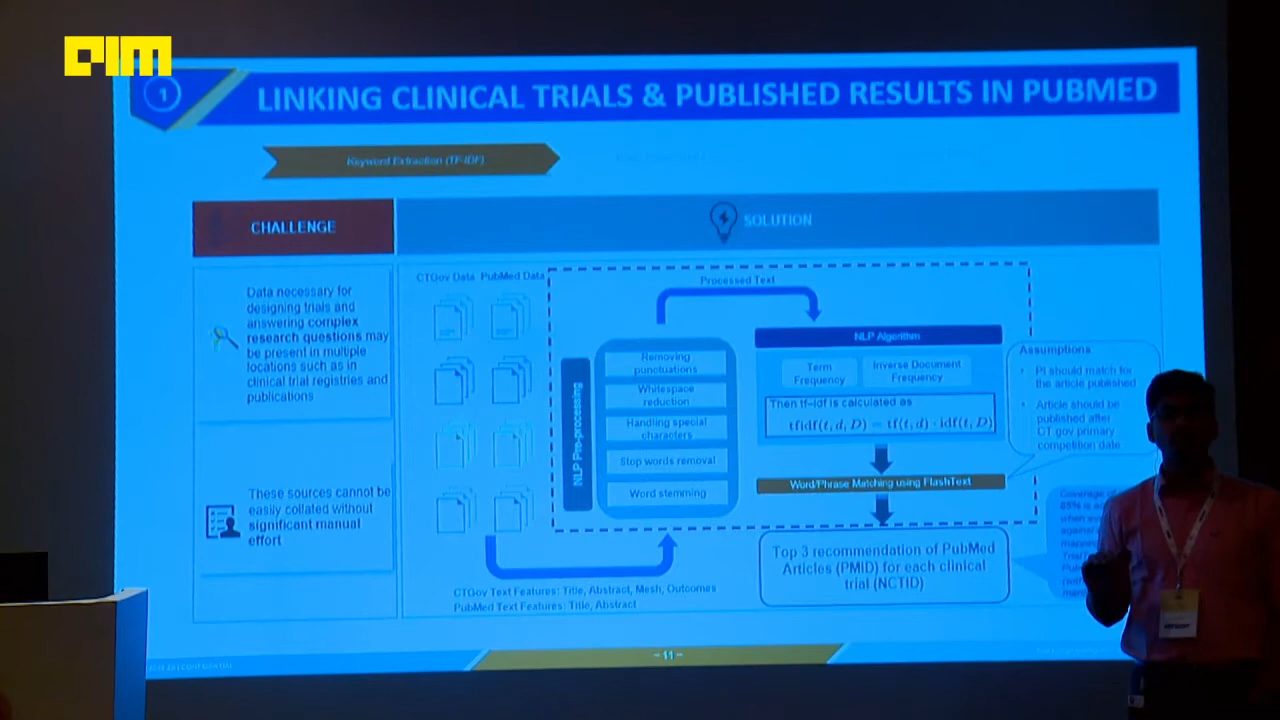 AIM
1
LINKING CLINICAL TRIALS & PUBLISHED RESULTS IN PUBMED
Keyword Extraction (TF-IDF)
CHALLENGE
SOLUTION
Data necessary for
designing trials and
answering complex
research questions may
be present in multiple
locations such as in
clinical trial registries and
publications
These sources cannot be
easily collated without
significant manual
effort
CTGov Data PubMed Data
CTGov Text Features: Title, Abstract, Mesh, Outcomes
PubMed Text Features: Title, Abstract
NLP Pre-processing
Removing
punctuations
Whitespace
reduction
Handling special
characters
Stop words removal
Word stemming
Processed Text
NLP Algorithm
Term
Frequency
Inverse Document
Frequency
Then tf-idf is calculated as
tfidf(t, d, D) = tf(t, d) · idf(t, D)
Word/Phrase Matching using FlashText
Top 3 recommendation of PubMed
Articles (PMID) for each clinical
trial (NCTID)
Assumptions
• PI should match for
the article published
• Article should be
published after
CT.gov primary
competition date
Coverage of
- 11 -